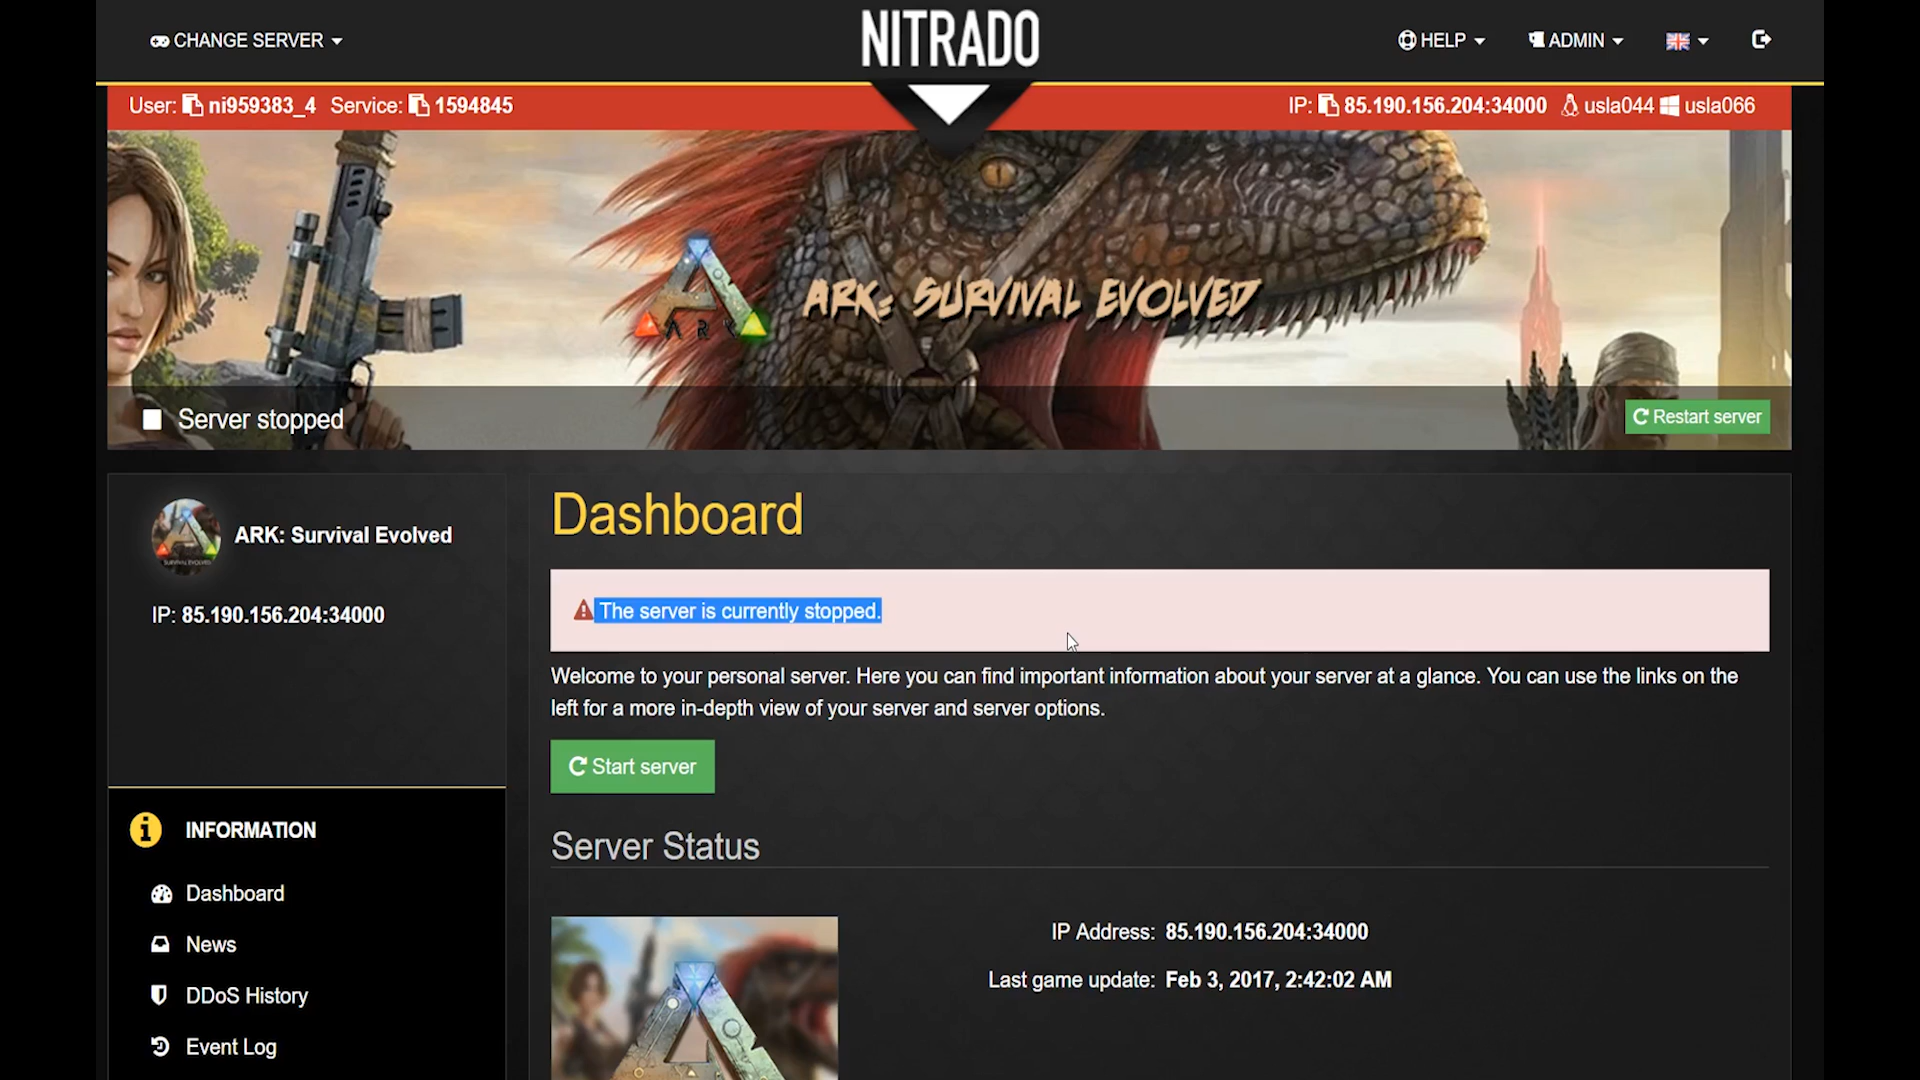 CHANGE SERVER
NITRADO
HELP
ADMIN
User: ni959383_4 Service: 1594845
IP: 85.190.156.204:34000 usla044 usla066
ARK
ARK: SURVIVAL EVOLVED
Server stopped
Restart server
ARK: Survival Evolved
IP: 85.190.156.204:34000
INFORMATION
Dashboard
News
DDoS History
Event Log
Dashboard
The server is currently stopped.
Welcome to your personal server. Here you can find important information about your server at a glance. You can use the links on the
left for a more in-depth view of your server and server options.
Start server
Server Status
IP Address: 85.190.156.204:34000
Last game update: Feb 3, 2017, 2:42:02 AM